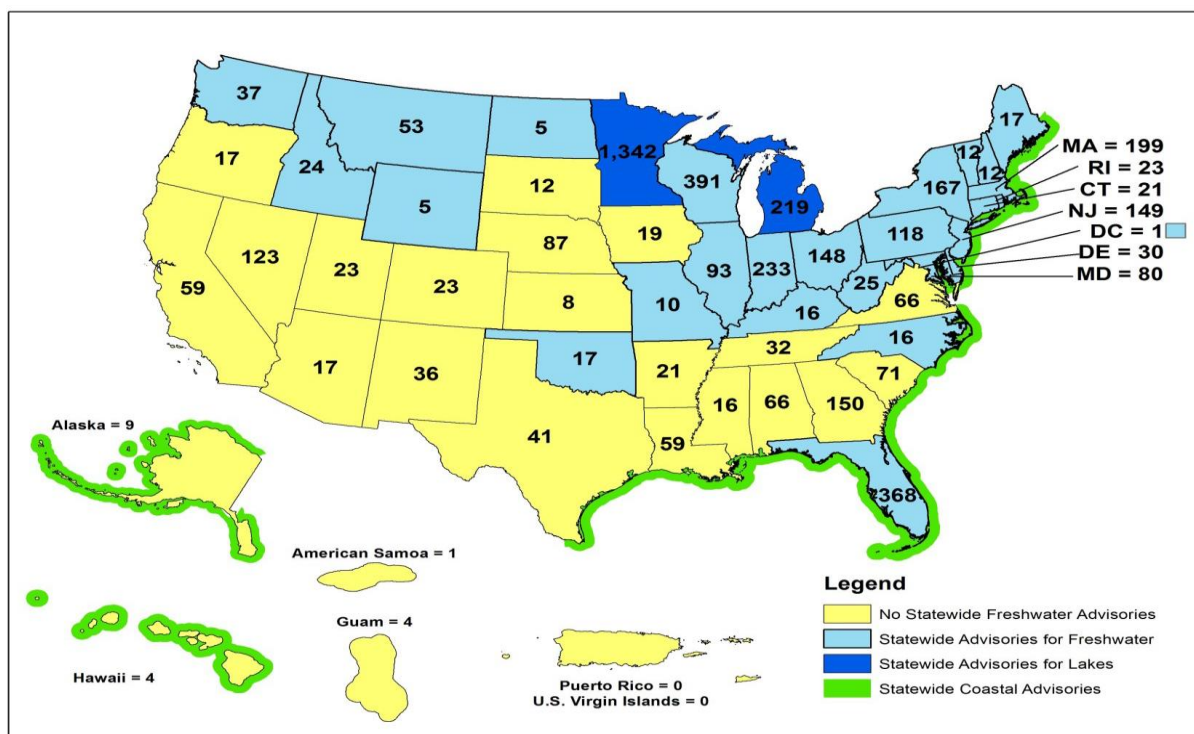 37
53
5
1,342
17
24
5
12
391
219
167
12
12
17
MA = 199
RI = 23
CT = 21
NJ = 149
DC = 1
DE = 30
MD = 80
59
123
23
23
87
19
8
93
233
148
118
25
66
10
16
17
36
17
21
32
16
71
16
66
150
41
59
368
Alaska = 9
American Samoa = 1
Guam = 4
Hawaii = 4
Puerto Rico = 0
U.S. Virgin Islands = 0
Legend
No Statewide Freshwater Advisories
Statewide Advisories for Freshwater
Statewide Advisories for Lakes
Statewide Coastal Advisories